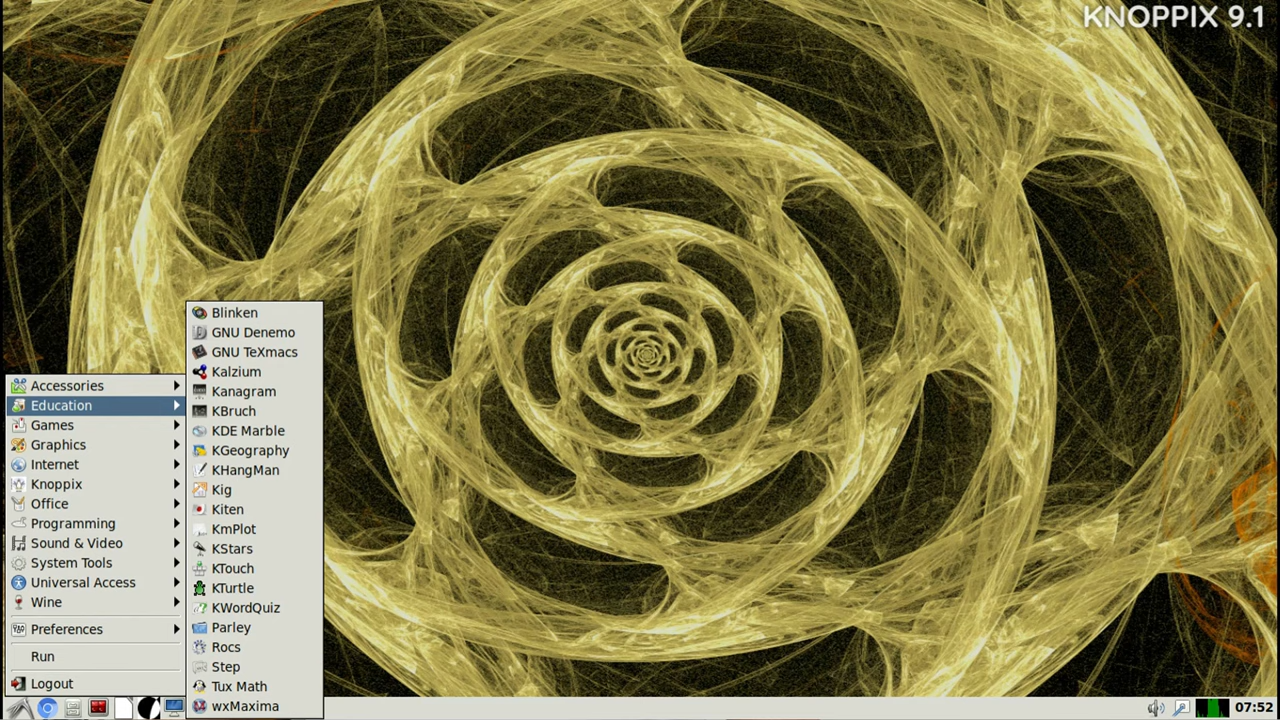 KNOPPIX 9.1
Blinken
GNU Denemo
GNU TeXmacs
Kalzium
Kanagram
KBruch
KDE Marble
KGeography
KHangMan
Kig
Kiten
KmPlot
KStars
KTouch
KTurtle
KWordQuiz
Parley
Rocs
Step
Tux Math
wxMaxima
Accessories
Education
Games
Graphics
Internet
Knoppix
Office
Programming
Sound & Video
System Tools
Universal Access
Wine
Preferences
Run
Logout
07:52